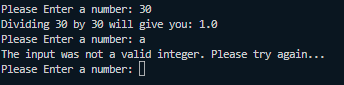 Please Enter a number: 30
Dividing 30 by 30 will give you: 1.0
Please Enter a number: a
The input was not a valid integer. Please try again...
Please Enter a number: